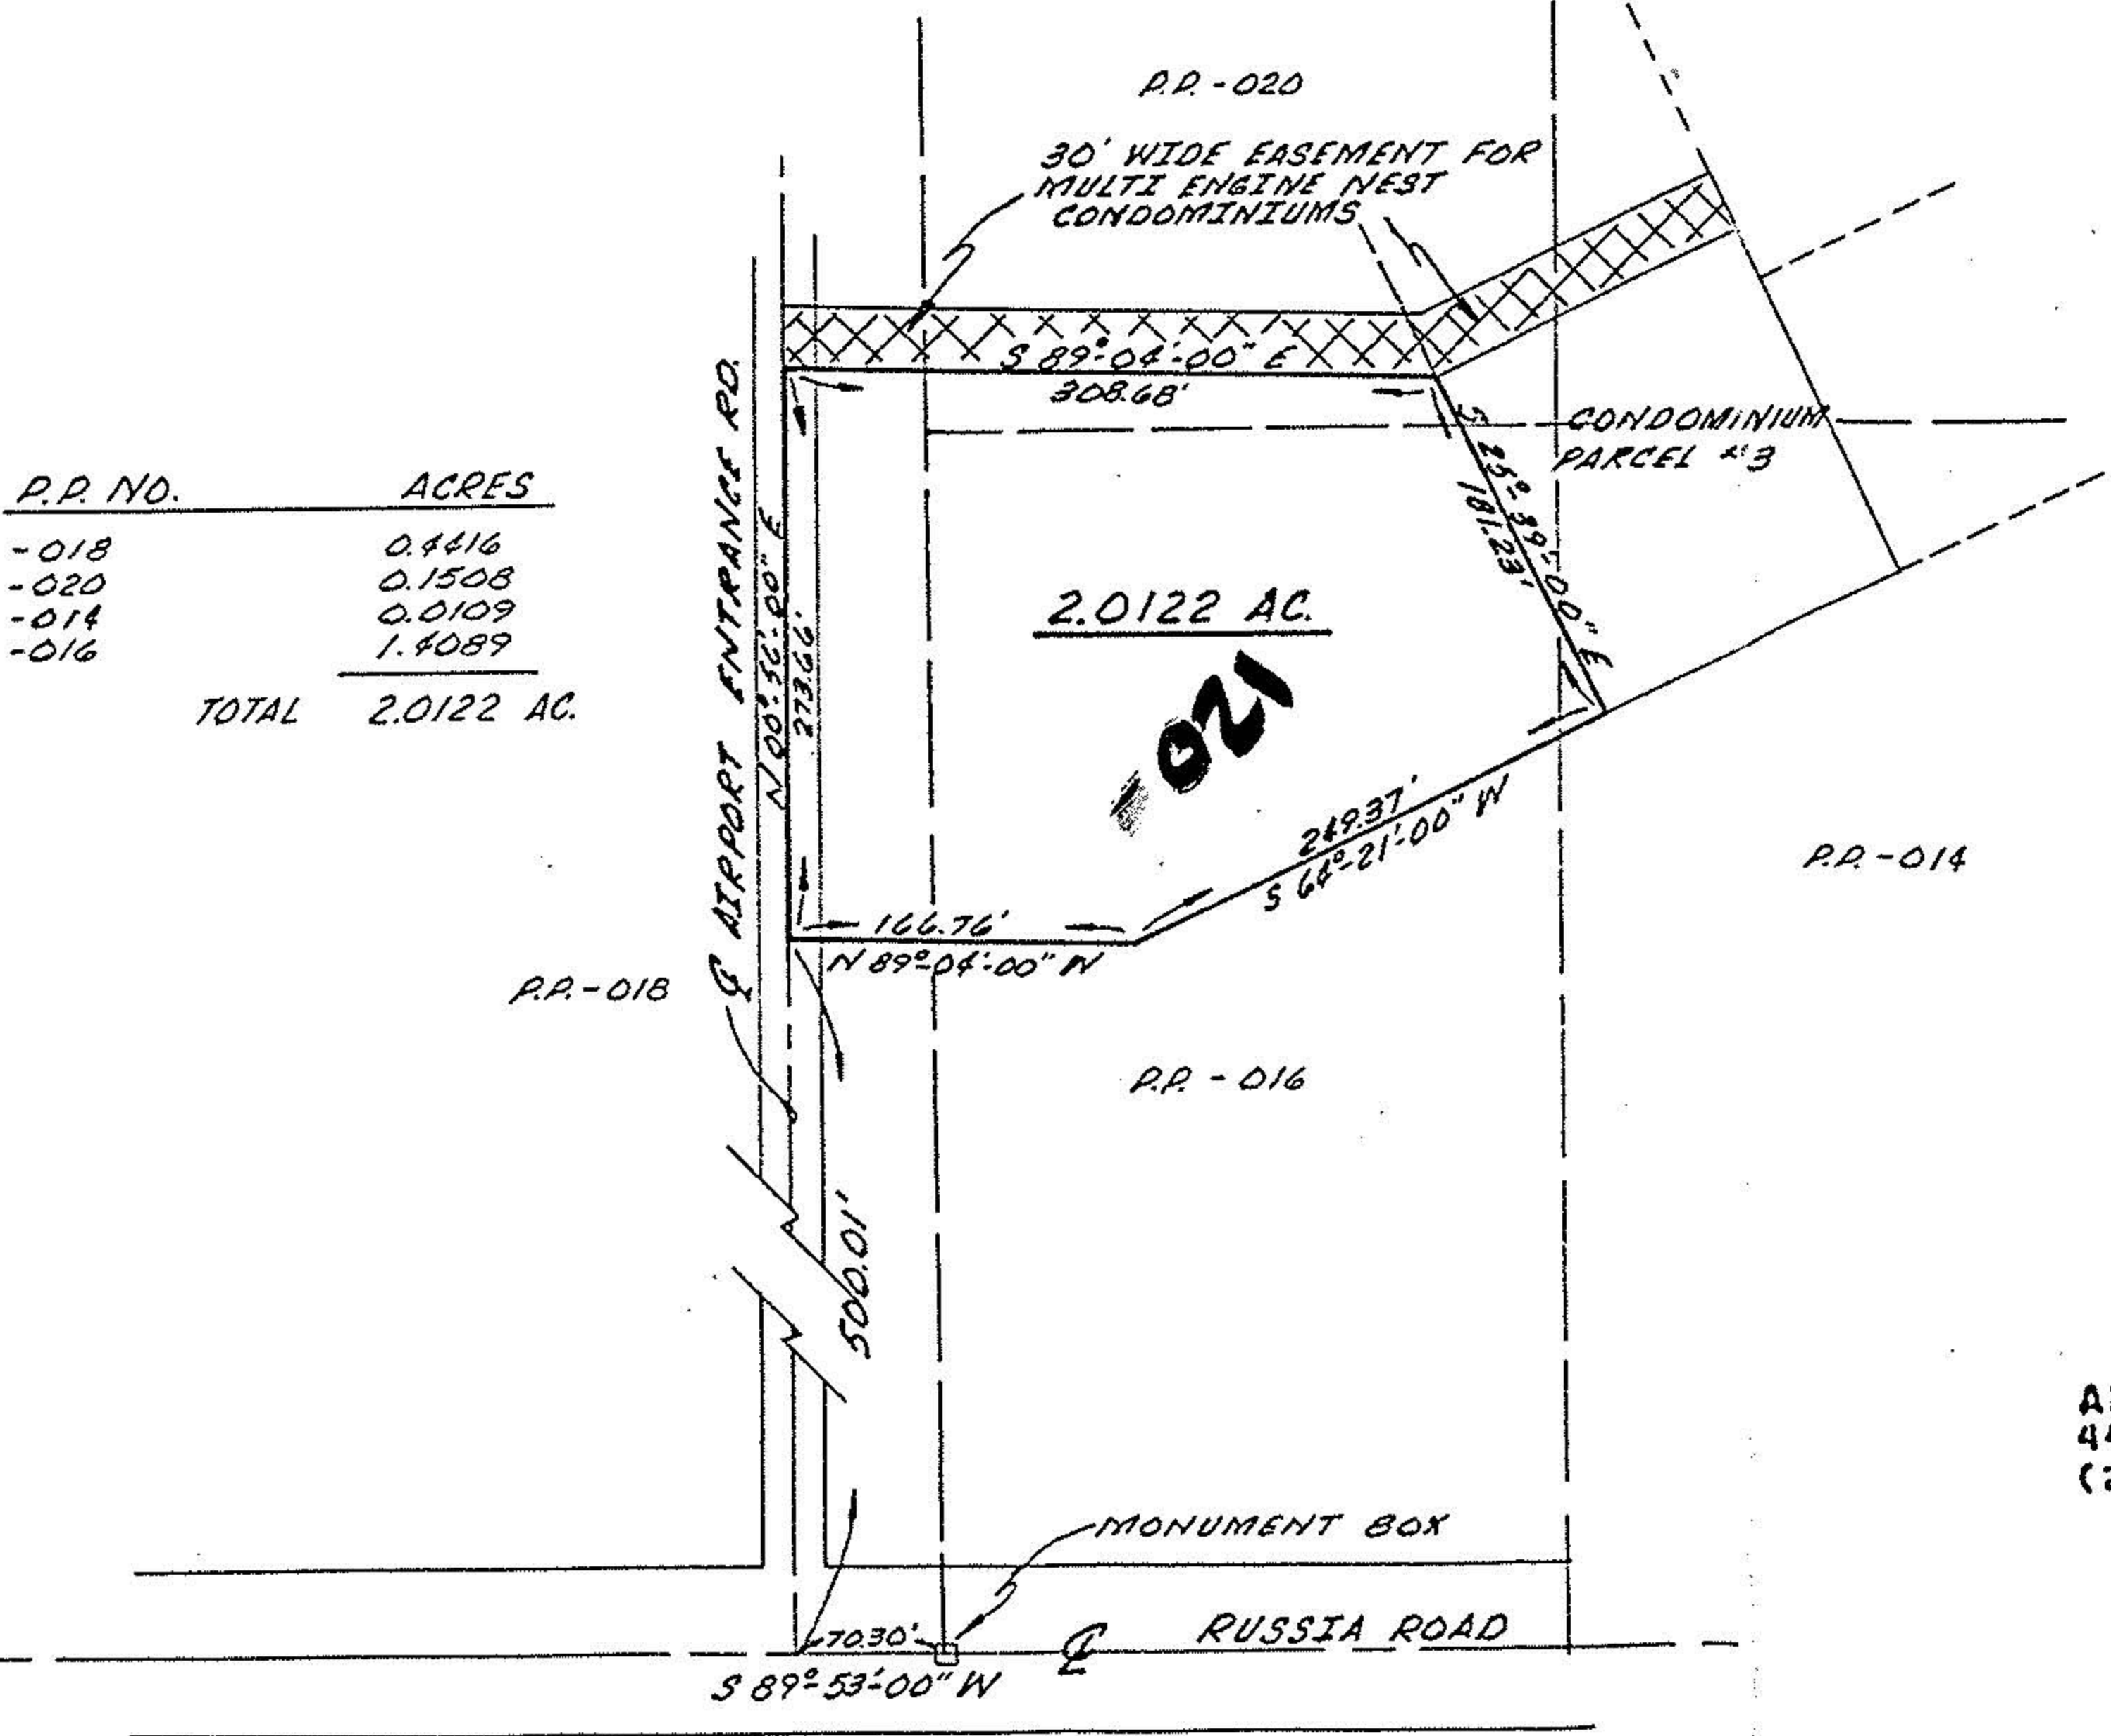 P.P. -020
30' WIDE EASEMENT FOR
MULTI ENGINE NEST
CONDOMINIUMS
S 89°-04'-00" E
308.68'
CONDOMINIUM
PARCEL #3
S 25°-39'-00" E
181.23'
P.P. NO. ACRES
-018 0.4416
-020 0.1508
-014 0.0109
-016 1.4089
TOTAL 2.0122 AC.
℄ AIRPORT ENTRANCE RD.
N 00°-56'-00" E
273.66'
2.0122 AC.
-021
249.37'
S 64°-21'-00" W
P.P. -014
166.76'
N 89°-04'-00" W
P.P. -018
P.P. -016
500.01'
MONUMENT BOX
70.30'
℄ RUSSIA ROAD
S 89°-53'-00" W